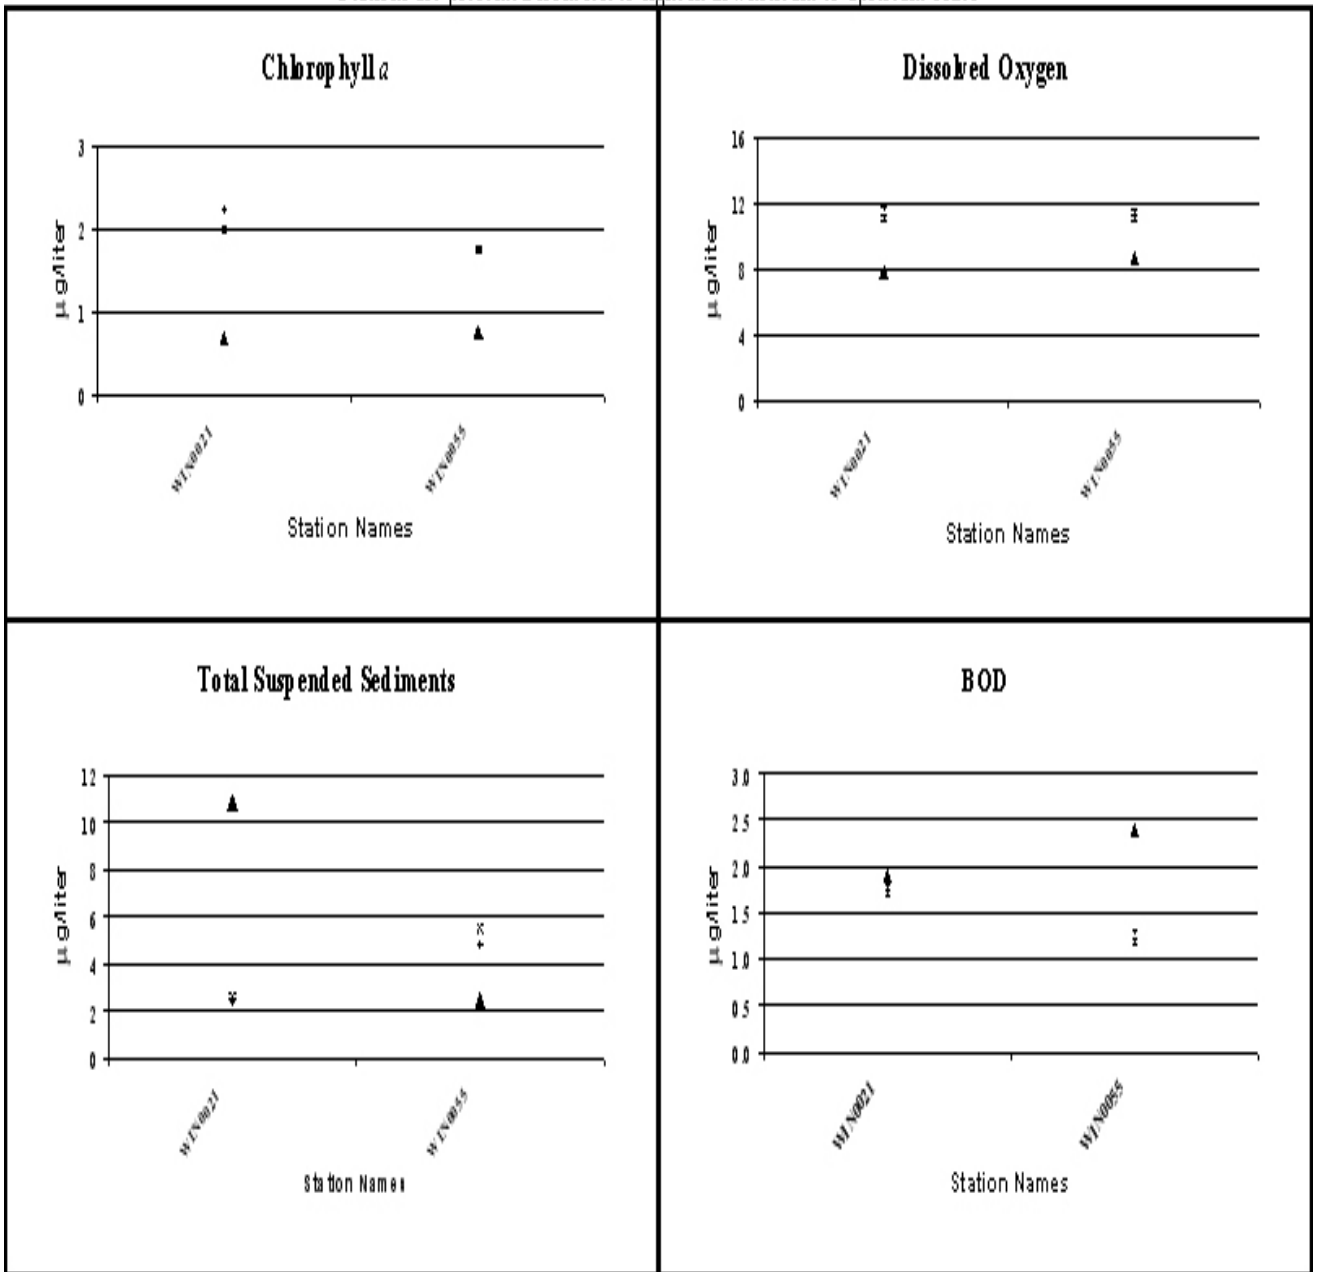 Chlorophyll a
3
2
1
0
µg/liter
WIN0021 WIN0055
Station Names
Dissolved Oxygen
16
12
8
4
0
µg/liter
WIN0021 WIN0055
Station Names
Total Suspended Sediments
12
10
8
6
4
2
0
µg/liter
WIN0021 WIN0055
Station Names
BOD
3.0
2.5
2.0
1.5
1.0
0.5
0.0
µg/liter
WIN0021 WIN0055
Station Names